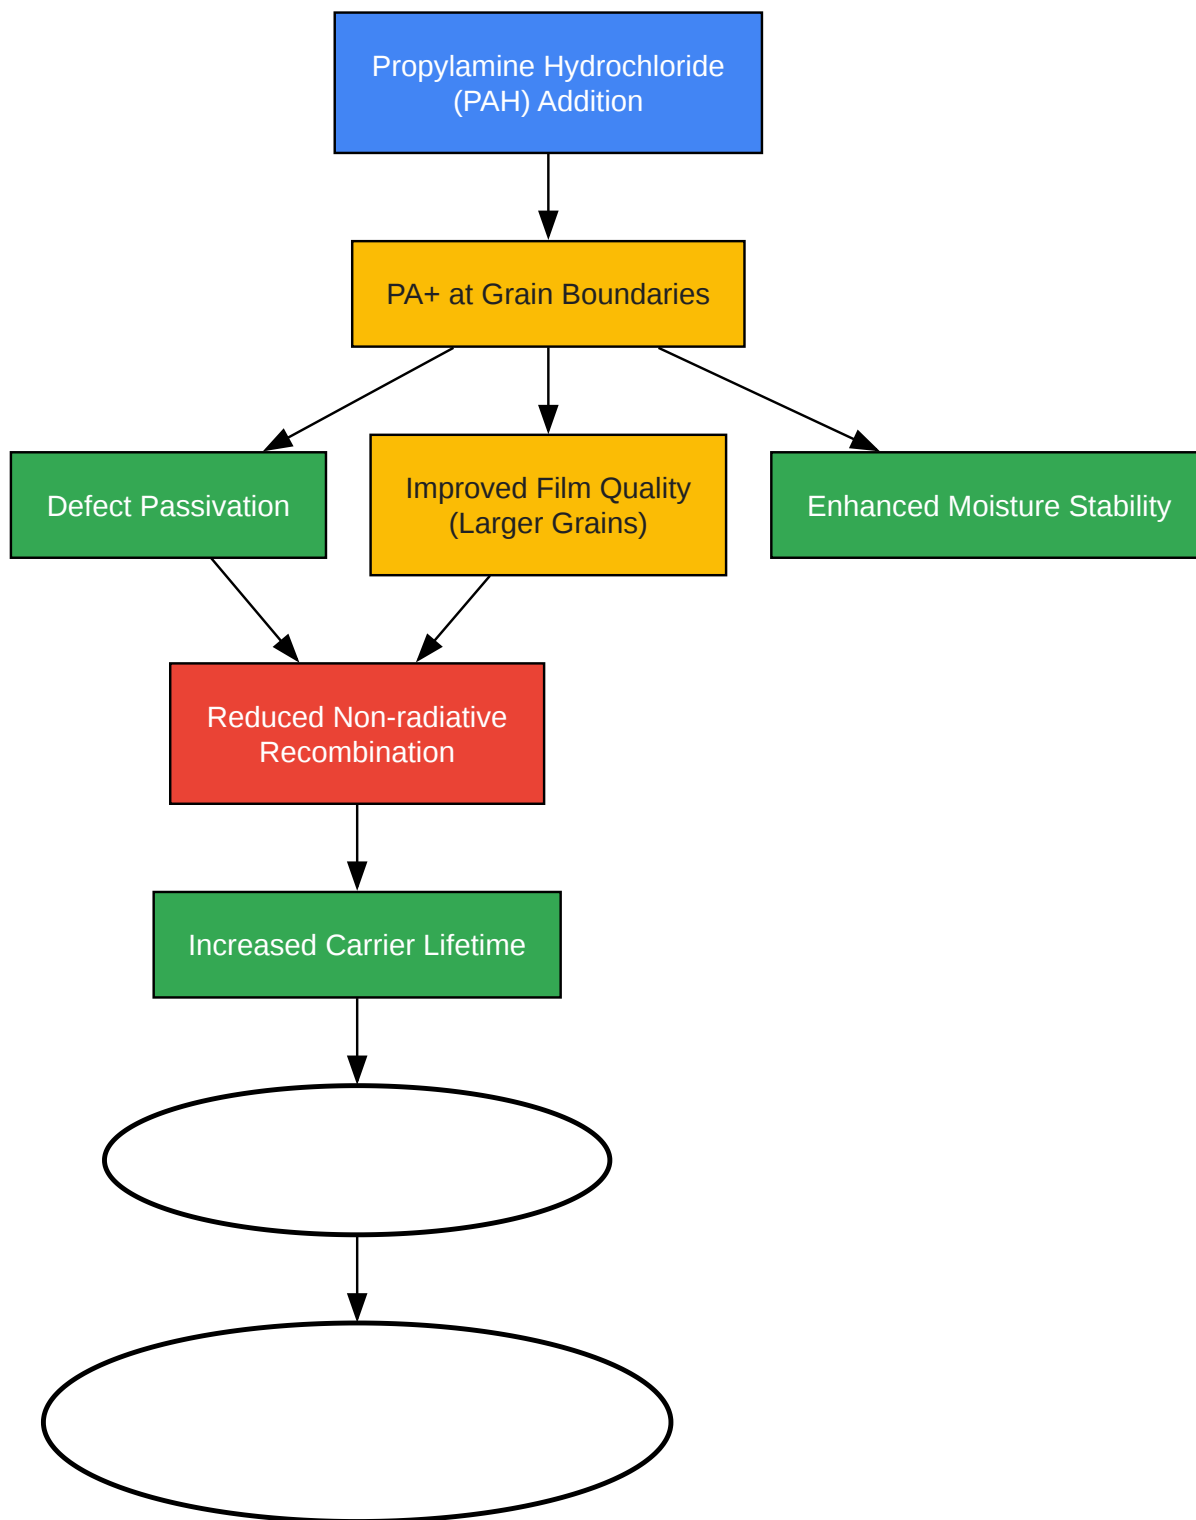 Propylamine Hydrochloride
(PAH) Addition
PA+ at Grain Boundaries
Defect Passivation
Improved Film Quality
(Larger Grains)
Enhanced Moisture Stability
Reduced Non-radiative
Recombination
Increased Carrier Lifetime